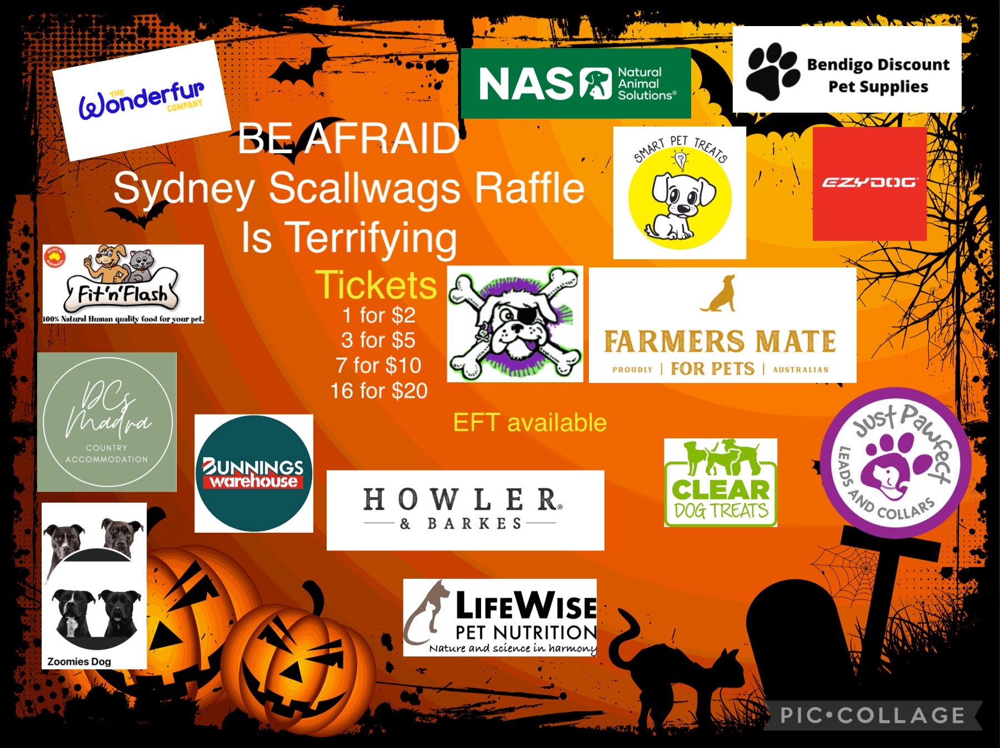 THE
Wonderfur
COMPANY
NAS
Natural
Animal
Solutions®
Bendigo Discount
Pet Supplies
BE AFRAID
Sydney Scallwags Raffle
Is Terrifying
SMART PET TREATS
EZYDOG
MADE IN
AUSTRALIA
Fit'n'Flash
100% Natural Human quality food for your pet.
Tickets
1 for $2
3 for $5
7 for $10
16 for $20
EFT available
FARMERS MATE
PROUDLY | FOR PETS | AUSTRALIAN
DCs
Madra
COUNTRY
ACCOMMODATION
BUNNINGS
warehouse
HOWLER®
& BARKES
CLEAR
DOG TREATS
JUST PAWFECT
LEADS AND COLLARS
Zoomies Dog
LIFEWISE
PET NUTRITION
Nature and science in harmony
PIC•COLLAGE